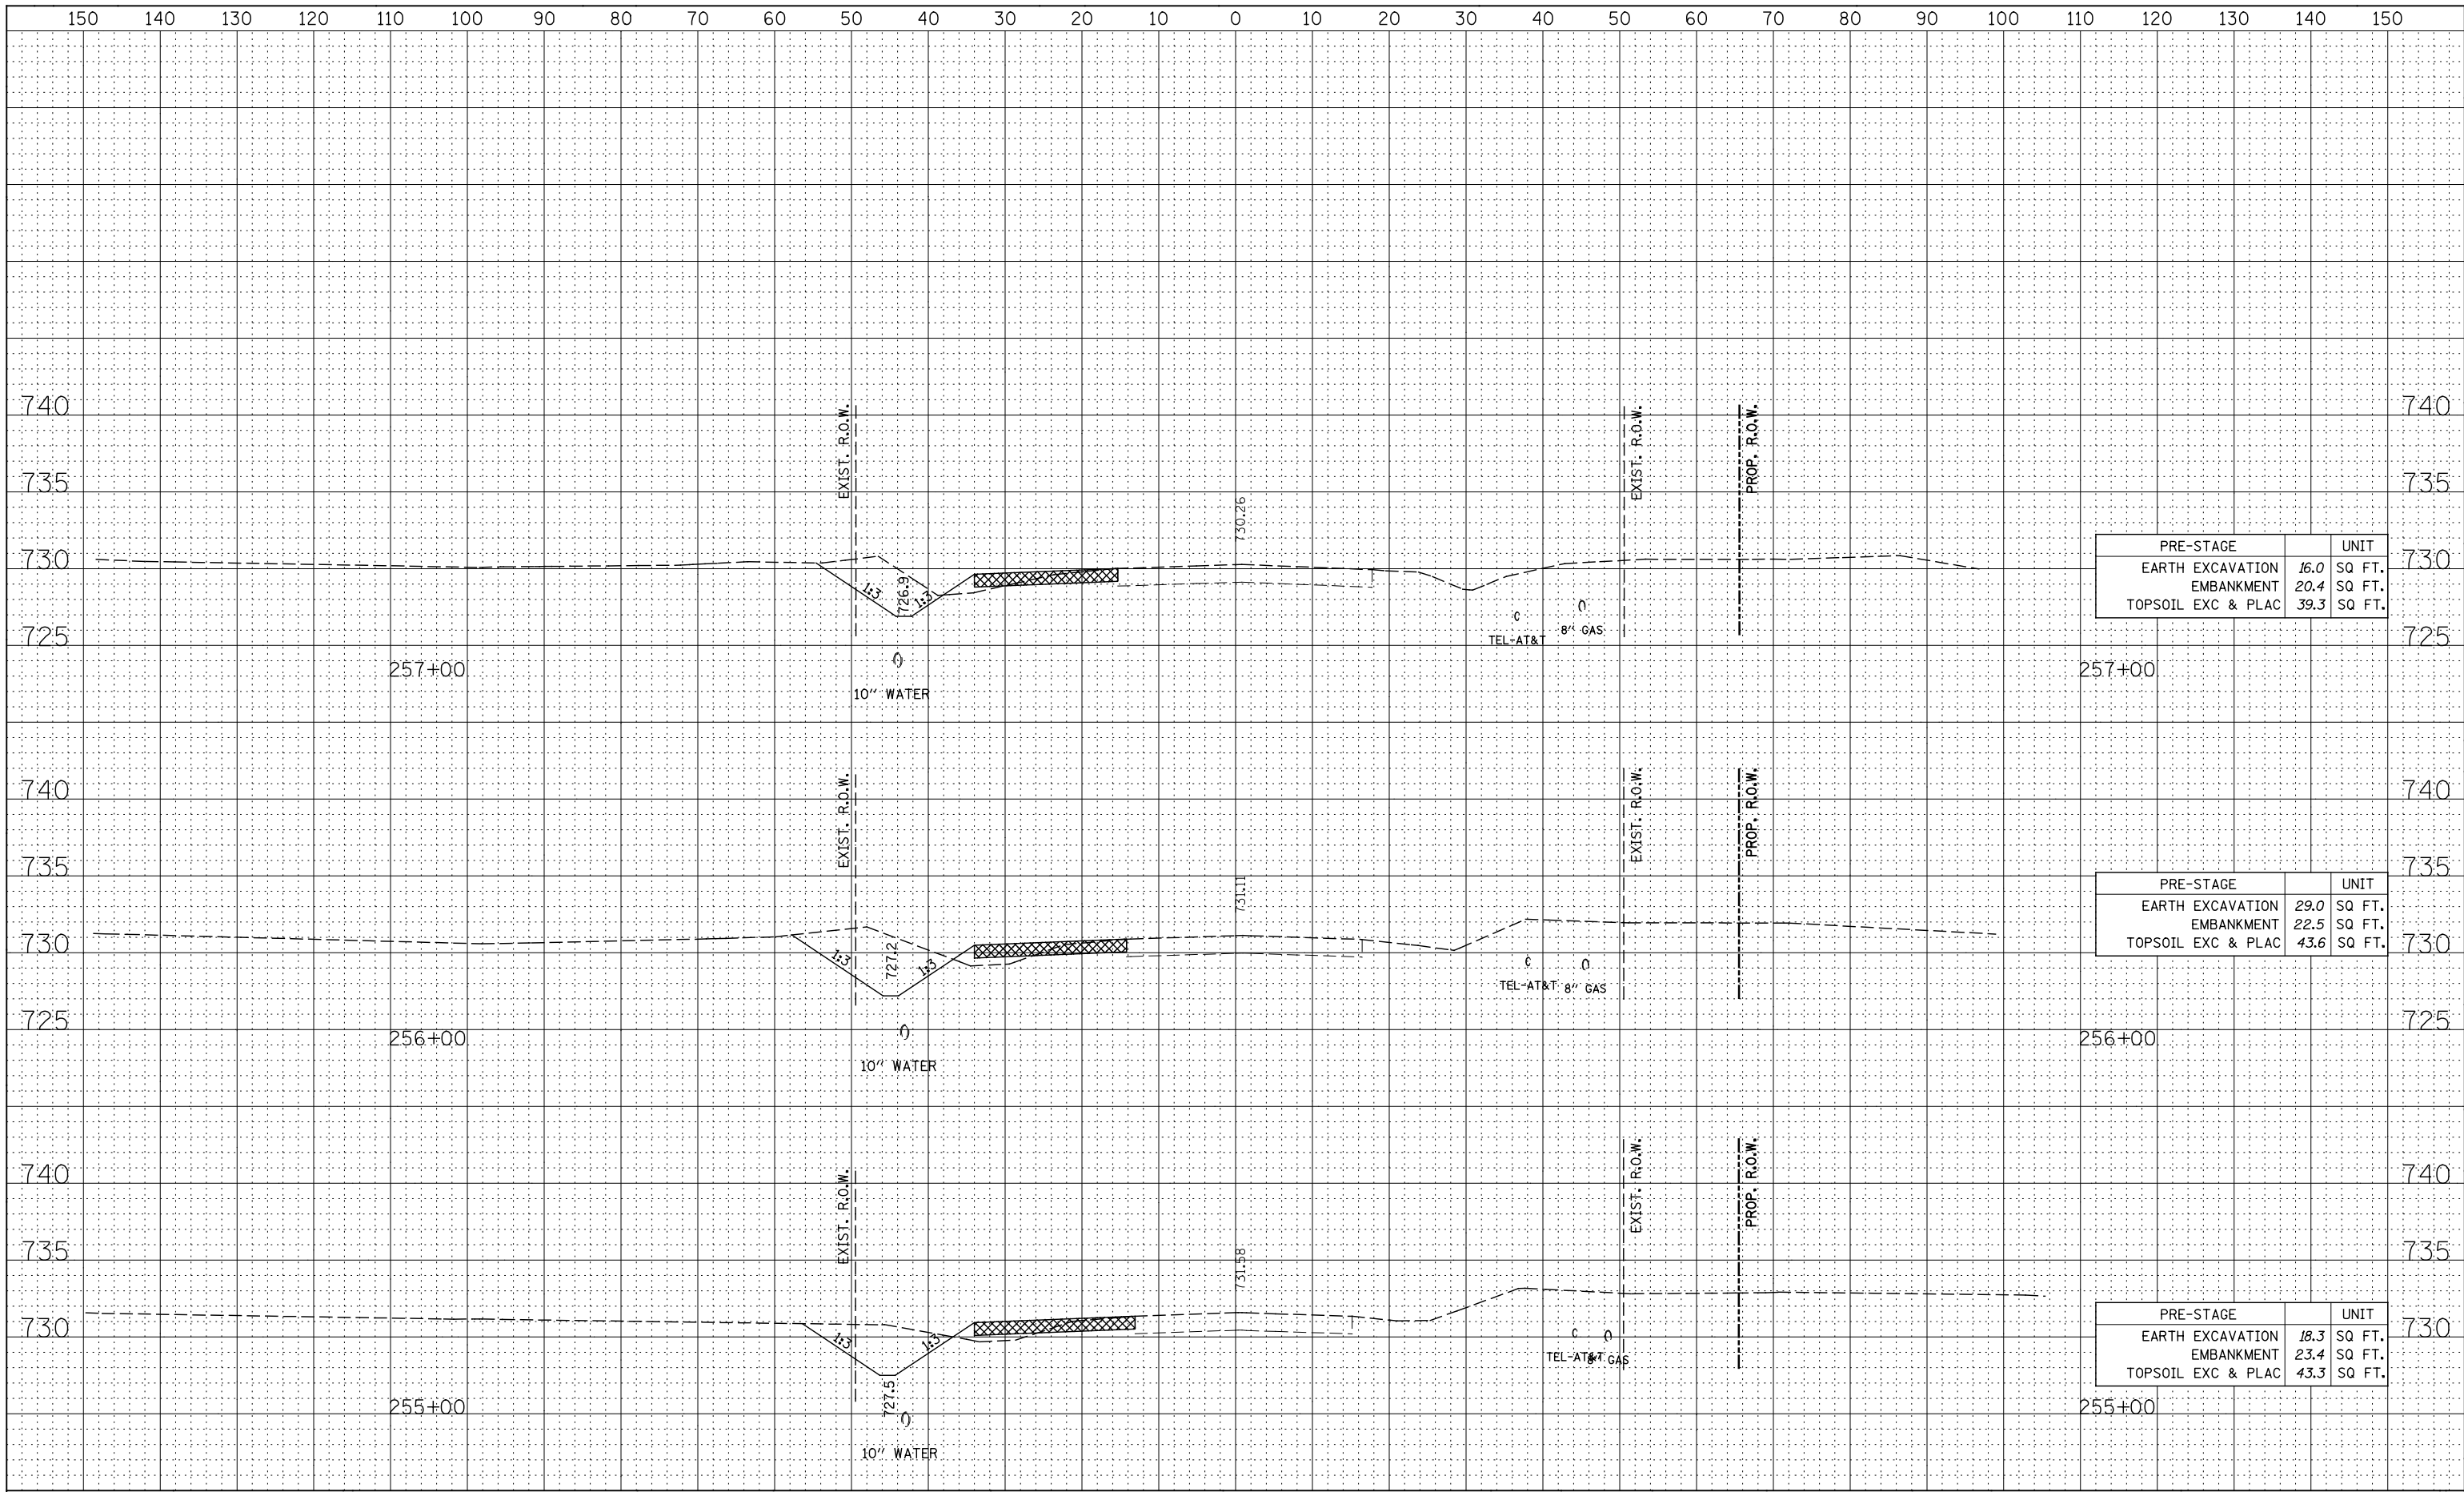 150 140 130 120 110 100 90 80 70 60 50 40 30 20 10 0 10 20 30 40 50 60 70 80 90 100 110 120 130 140 150
740 740
EXIST. R.O.W.
EXIST. R.O.W.
PROP. R.O.W.
735 735
730.26
730 730
PRE-STAGE UNIT
EARTH EXCAVATION 16.0 SQ FT.
EMBANKMENT 20.4 SQ FT.
TOPSOIL EXC & PLAC 39.3 SQ FT.
1:3
726.9
1:3
TEL-AT&T
8" GAS
725 725
257+00 257+00
10" WATER
740 740
EXIST. R.O.W.
EXIST. R.O.W.
PROP. R.O.W.
735 735
731.11
PRE-STAGE UNIT
EARTH EXCAVATION 29.0 SQ FT.
EMBANKMENT 22.5 SQ FT.
TOPSOIL EXC & PLAC 43.6 SQ FT.
730 730
1:3
727.2
1:3
TEL-AT&T
8" GAS
725 725
256+00 256+00
10" WATER
740 740
EXIST. R.O.W.
EXIST. R.O.W.
PROP. R.O.W.
735 735
731.58
730 730
PRE-STAGE UNIT
EARTH EXCAVATION 18.3 SQ FT.
EMBANKMENT 23.4 SQ FT.
TOPSOIL EXC & PLAC 43.3 SQ FT.
1:3
1:3
727.5
TEL-AT&T
8" GAS
255+00 255+00
10" WATER